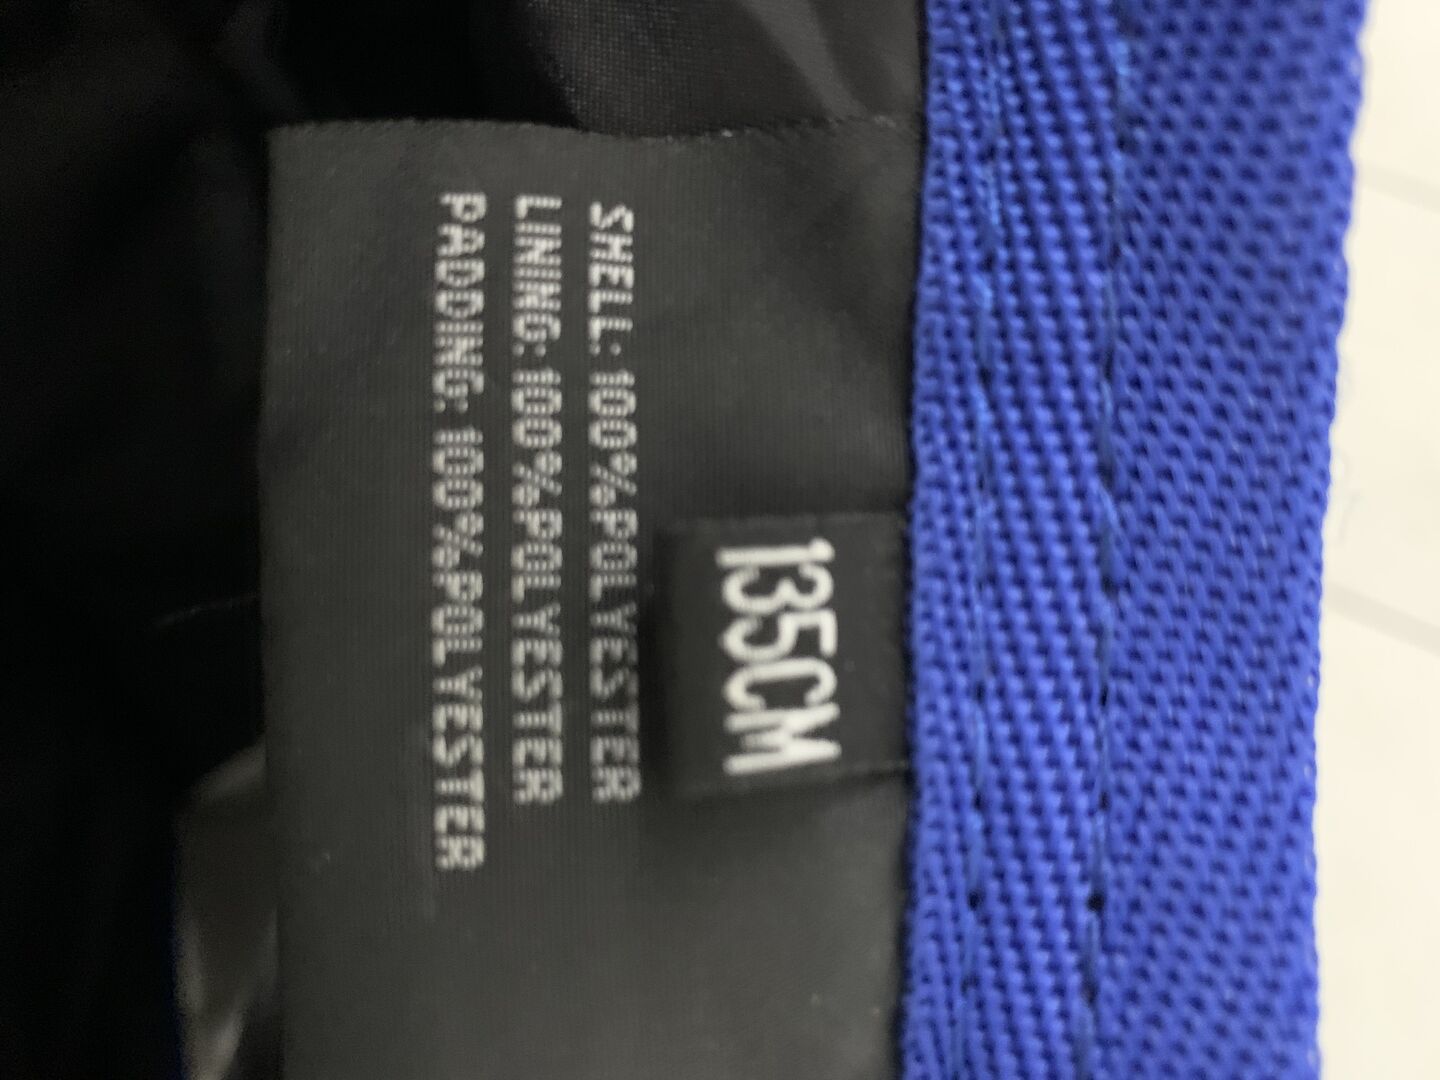 135CM
SHELL: 100%POLYESTER
LINING: 100%POLYESTER
PADDING: 100%POLYESTER